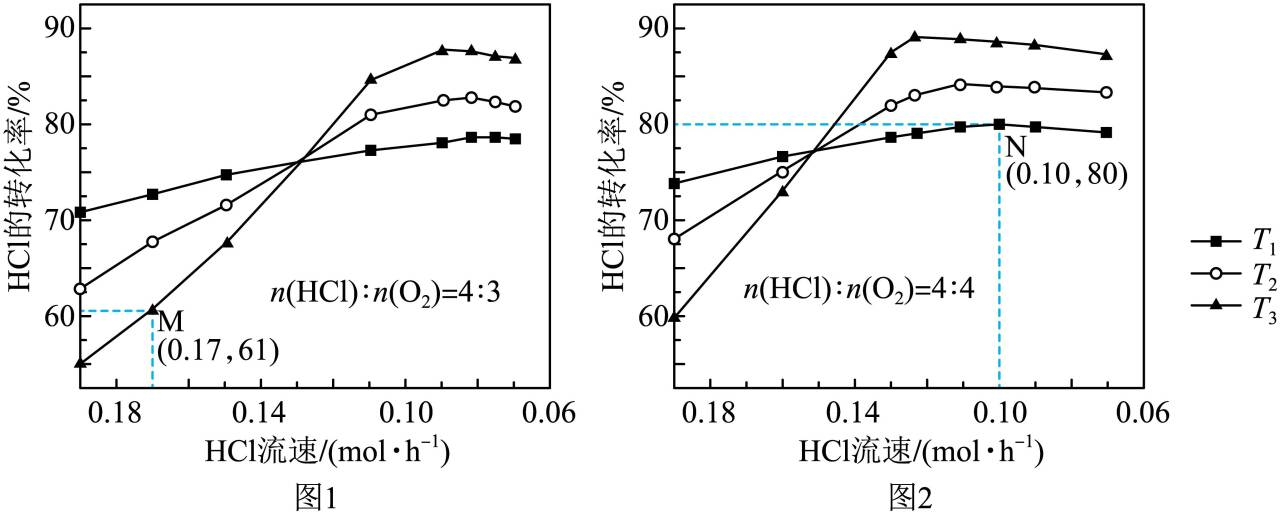 HCl的转化率/%
90
80
70
60
n(HCl)∶n(O₂)=4∶3
M
(0.17,61)
0.18
0.14
0.10
0.06
HCl流速/(mol·h⁻¹)
图1
HCl的转化率/%
90
80
70
60
N
(0.10,80)
n(HCl)∶n(O₂)=4∶4
0.18
0.14
0.10
0.06
HCl流速/(mol·h⁻¹)
图2
T₁
T₂
T₃